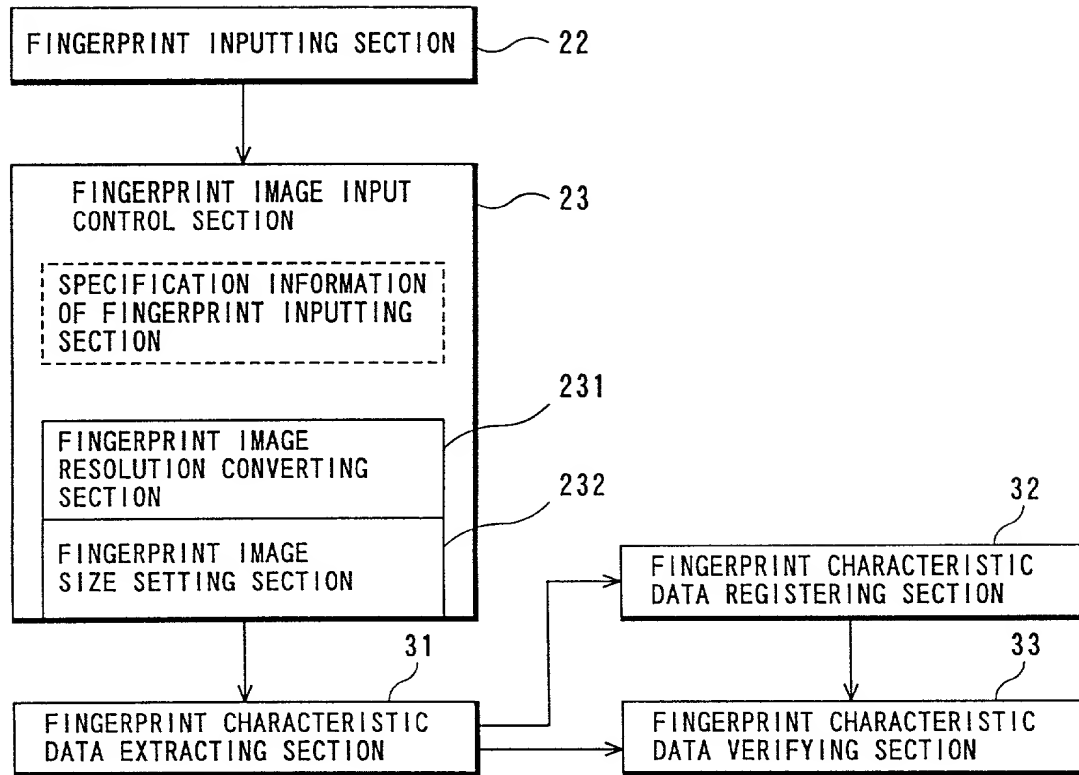 FINGERPRINT INPUTTING SECTION
22
FINGERPRINT IMAGE INPUT
CONTROL SECTION
23
SPECIFICATION INFORMATION
OF FINGERPRINT INPUTTING
SECTION
231
FINGERPRINT IMAGE
RESOLUTION CONVERTING
SECTION
232
FINGERPRINT IMAGE
SIZE SETTING SECTION
32
FINGERPRINT CHARACTERISTIC
DATA REGISTERING SECTION
31
FINGERPRINT CHARACTERISTIC
DATA EXTRACTING SECTION
33
FINGERPRINT CHARACTERISTIC
DATA VERIFYING SECTION